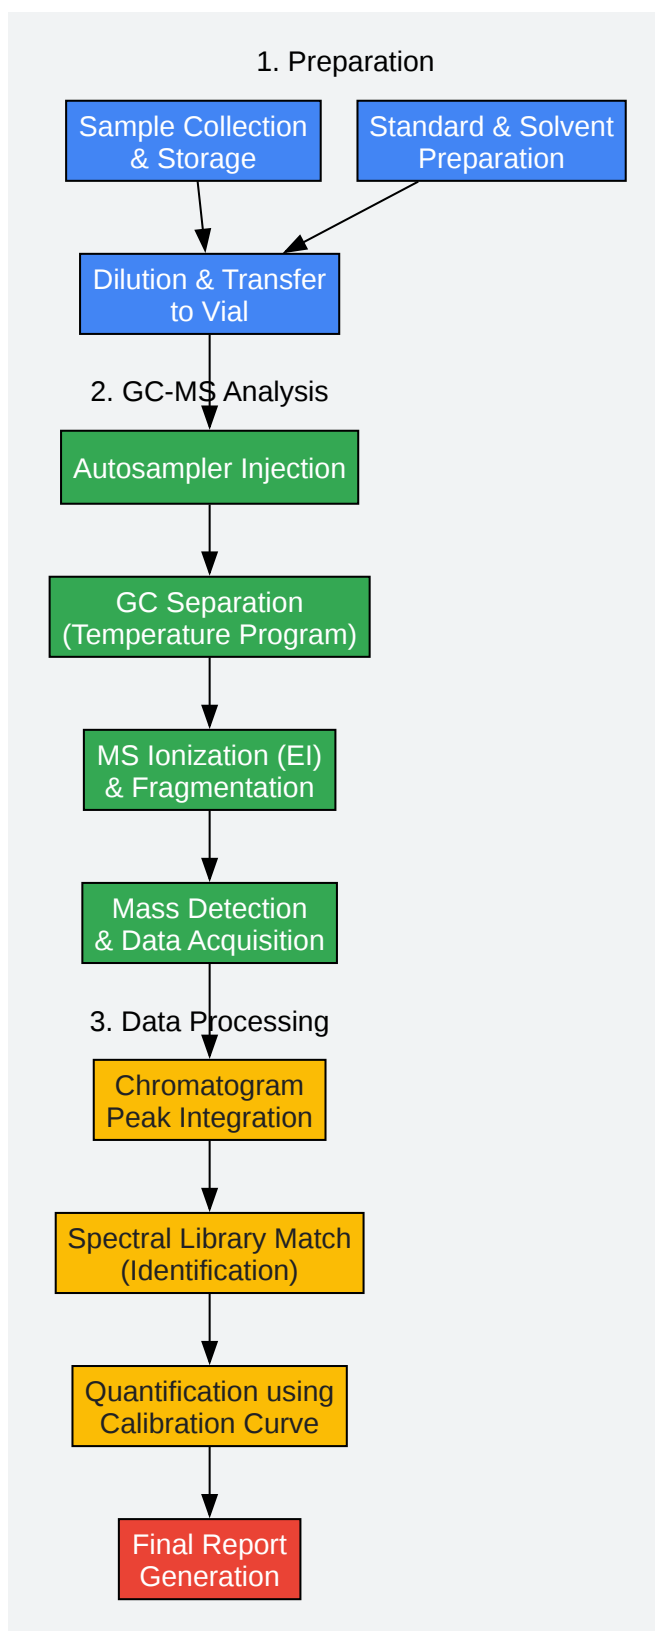 1. Preparation
Sample Collection
& Storage
Standard & Solvent
Preparation
Dilution & Transfer
to Vial
2. GC-MS Analysis
Autosampler Injection
GC Separation
(Temperature Program)
MS Ionization (EI)
& Fragmentation
Mass Detection
& Data Acquisition
3. Data Processing
Chromatogram
Peak Integration
Spectral Library Match
(Identification)
Quantification using
Calibration Curve
Final Report
Generation